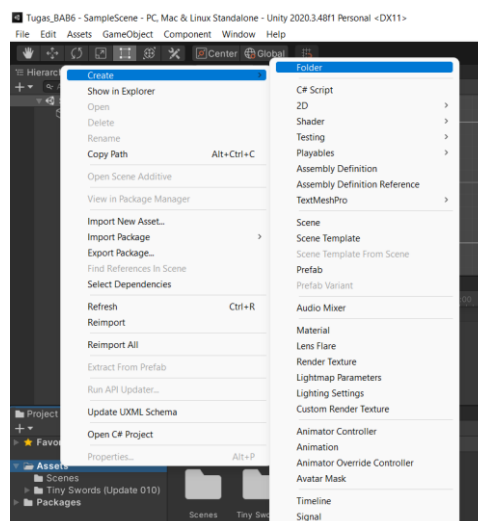 Tugas_BAB6 - SampleScene - PC, Mac & Linux Standalone - Unity 2020.3.48f1 Personal <DX11>
File Edit Assets GameObject Component Window Help
Center Global
Hierarc
Create
Show in Explorer
Open
Delete
Rename
Copy Path Alt+Ctrl+C
Open Scene Additive
View in Package Manager
Import New Asset...
Import Package
Export Package...
Find References In Scene
Select Dependencies
Refresh Ctrl+R
Reimport
Reimport All
Extract From Prefab
Run API Updater...
Update UXML Schema
Open C# Project
Properties... Alt+P
Folder
C# Script
2D
Shader
Testing
Playables
Assembly Definition
Assembly Definition Reference
TextMeshPro
Scene
Scene Template
Scene Template From Scene
Prefab
Prefab Variant
Audio Mixer
Material
Lens Flare
Render Texture
Lightmap Parameters
Lighting Settings
Custom Render Texture
Animator Controller
Animation
Animator Override Controller
Avatar Mask
Timeline
Signal
Project
Favo
Assets
Scenes
Tiny Swords (Update 010)
Packages
Scenes Tiny Swo